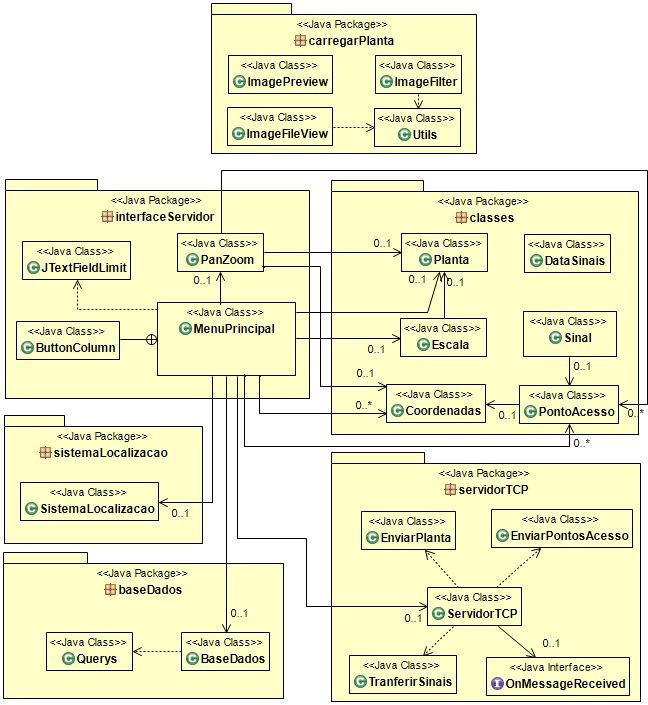 <<Java Package>>
carregarPlanta
<<Java Class>>
ImagePreview
<<Java Class>>
ImageFilter
<<Java Class>>
ImageFileView
<<Java Class>>
Utils
<<Java Package>>
interfaceServidor
<<Java Class>>
JTextFieldLimit
<<Java Class>>
PanZoom
0..1
<<Java Class>>
MenuPrincipal
<<Java Class>>
ButtonColumn
<<Java Package>>
classes
0..1
<<Java Class>>
Planta
0..1
0..1
<<Java Class>>
DataSinais
<<Java Class>>
Escala
0..1
<<Java Class>>
Sinal
0..1
0..1
<<Java Class>>
Coordenadas
0..*
0..1
<<Java Class>>
PontoAcesso
0..*
0..*
<<Java Package>>
sistemaLocalizacao
<<Java Class>>
SistemaLocalizacao
0..1
<<Java Package>>
baseDados
0..1
<<Java Class>>
Querys
<<Java Class>>
BaseDados
<<Java Package>>
servidorTCP
<<Java Class>>
EnviarPlanta
<<Java Class>>
EnviarPontosAcesso
<<Java Class>>
ServidorTCP
0..1
0..1
<<Java Class>>
TranferirSinais
<<Java Interface>>
OnMessageReceived